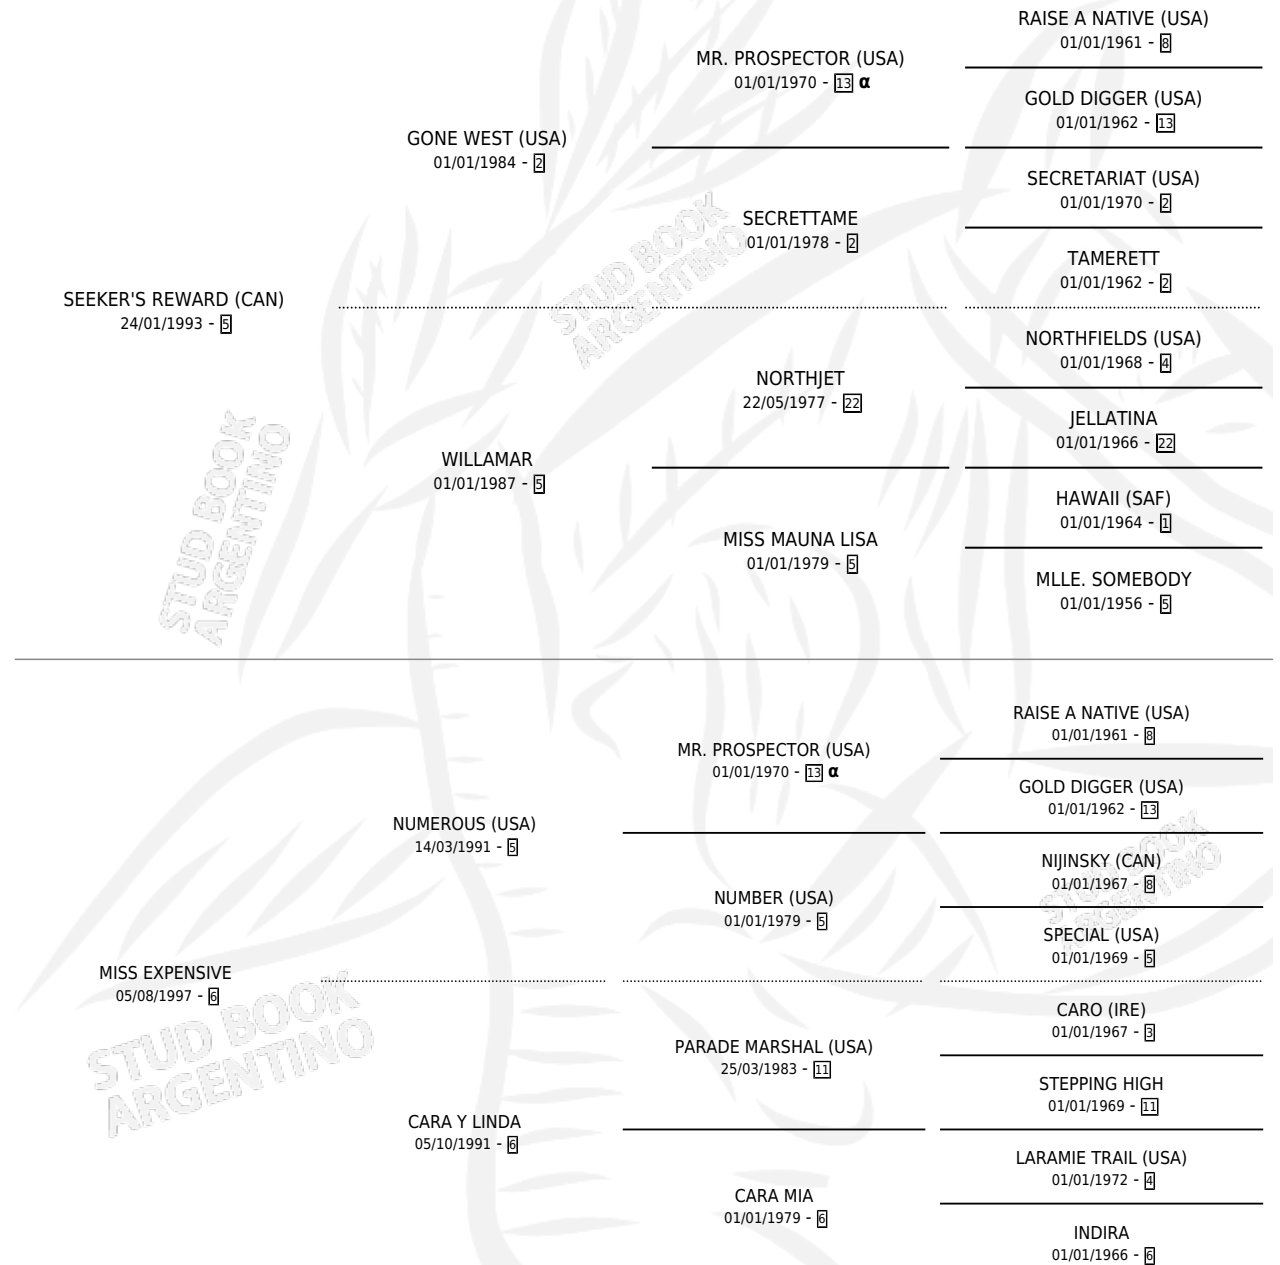 RAISE A NATIVE (USA)
01/01/1961 - 8
MR. PROSPECTOR (USA)
01/01/1970 - 13 α
GOLD DIGGER (USA)
01/01/1962 - 13
GONE WEST (USA)
01/01/1984 - 2
SECRETARIAT (USA)
01/01/1970 - 2
SECRETTAME
01/01/1978 - 2
TAMERETT
01/01/1962 - 2
SEEKER'S REWARD (CAN)
24/01/1993 - 5
NORTHFIELDS (USA)
01/01/1968 - 4
NORTHJET
22/05/1977 - 22
JELLATINA
01/01/1966 - 22
WILLAMAR
01/01/1987 - 5
HAWAII (SAF)
01/01/1964 - 1
MISS MAUNA LISA
01/01/1979 - 5
MLLE. SOMEBODY
01/01/1956 - 5
RAISE A NATIVE (USA)
01/01/1961 - 8
MR. PROSPECTOR (USA)
01/01/1970 - 13 α
GOLD DIGGER (USA)
01/01/1962 - 13
NUMEROUS (USA)
14/03/1991 - 5
NIJINSKY (CAN)
01/01/1967 - 8
NUMBER (USA)
01/01/1979 - 5
SPECIAL (USA)
01/01/1969 - 5
MISS EXPENSIVE
05/08/1997 - 6
CARO (IRE)
01/01/1967 - 3
PARADE MARSHAL (USA)
25/03/1983 - 11
STEPPING HIGH
01/01/1969 - 11
CARA Y LINDA
05/10/1991 - 6
LARAMIE TRAIL (USA)
01/01/1972 - 4
CARA MIA
01/01/1979 - 6
INDIRA
01/01/1966 - 6
STUD BOOK
ARGENTINO
STUD BOOK
ARGENTINO
STUD BOOK
ARGENTINO
STUD BOOK
ARGENTINO